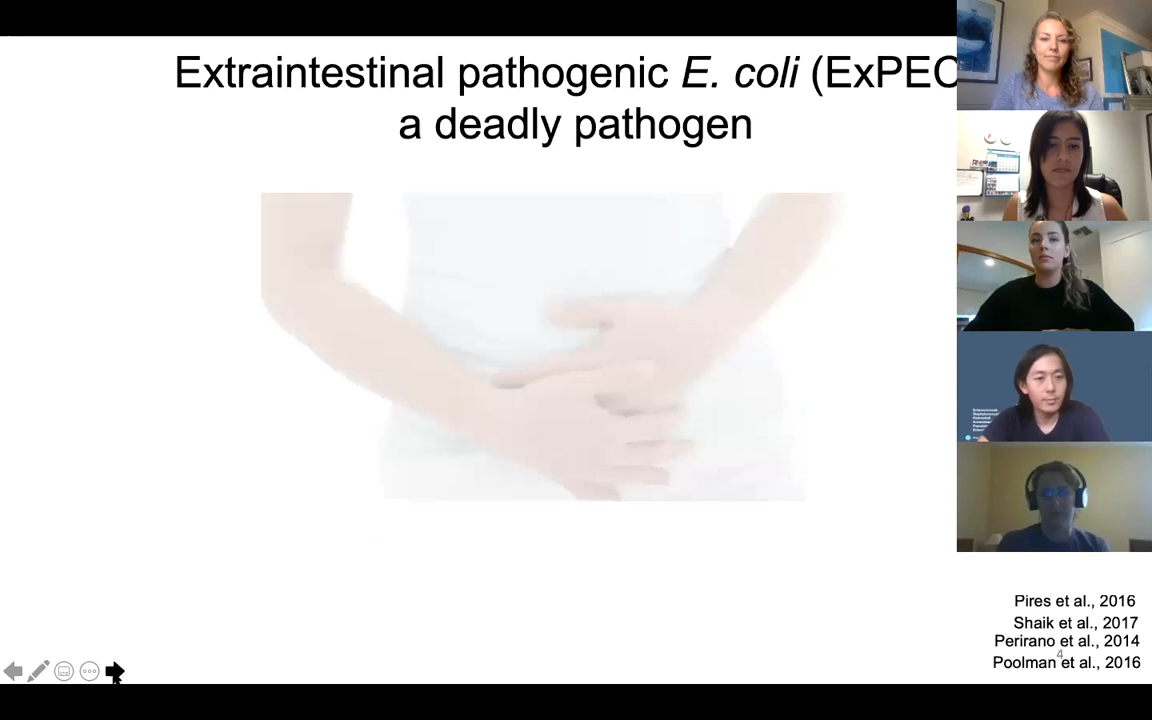 Extraintestinal pathogenic E. coli (ExPEC
a deadly pathogen
Pires et al., 2016
Shaik et al., 2017
Perirano et al., 2014
4
Poolman et al., 2016